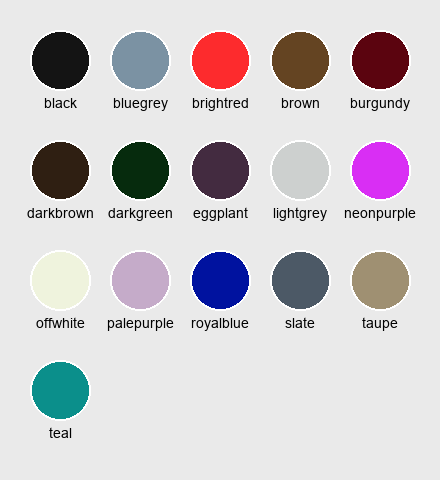 black bluegrey brightred brown burgundy
darkbrown darkgreen eggplant lightgrey neonpurple
offwhite palepurple royalblue slate taupe
teal